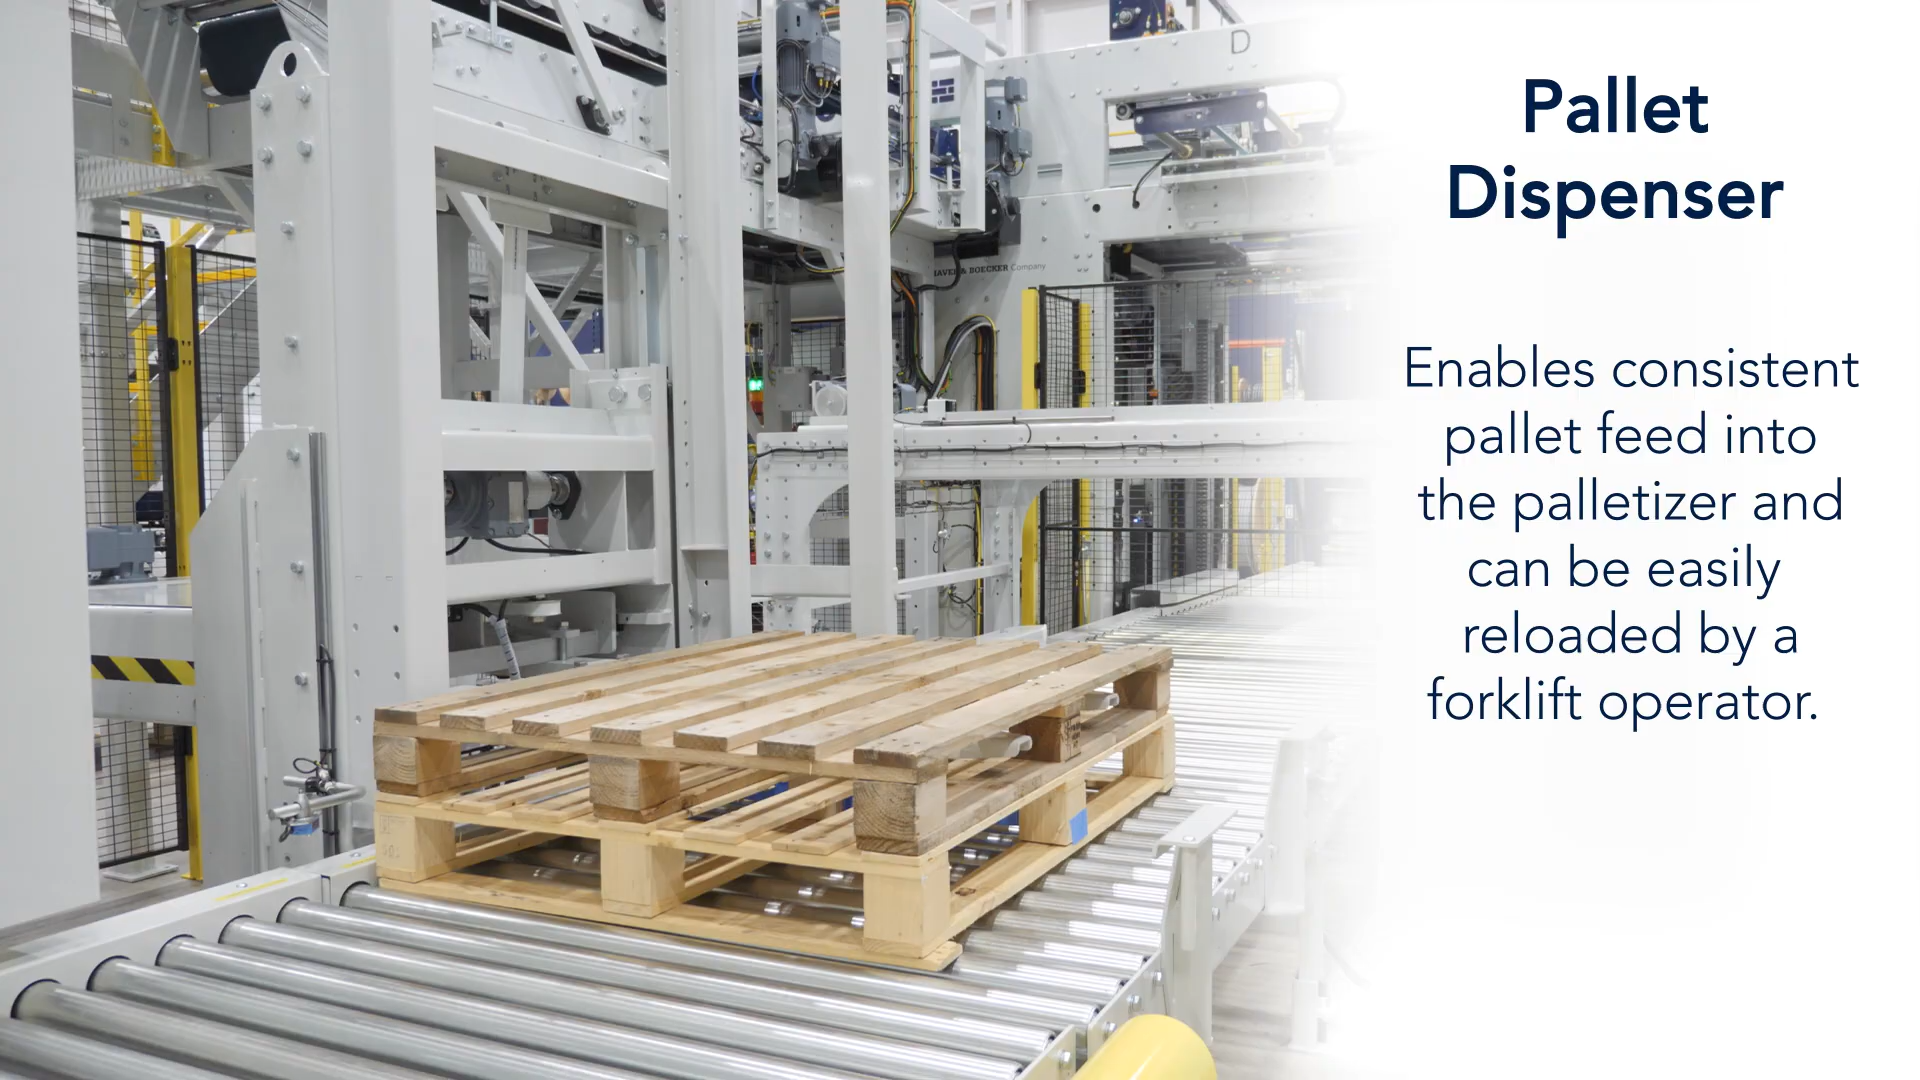 D
Pallet
Dispenser
& BOECKER Company
Enables consistent
pallet feed into
the palletizer and
can be easily
reloaded by a
forklift operator.